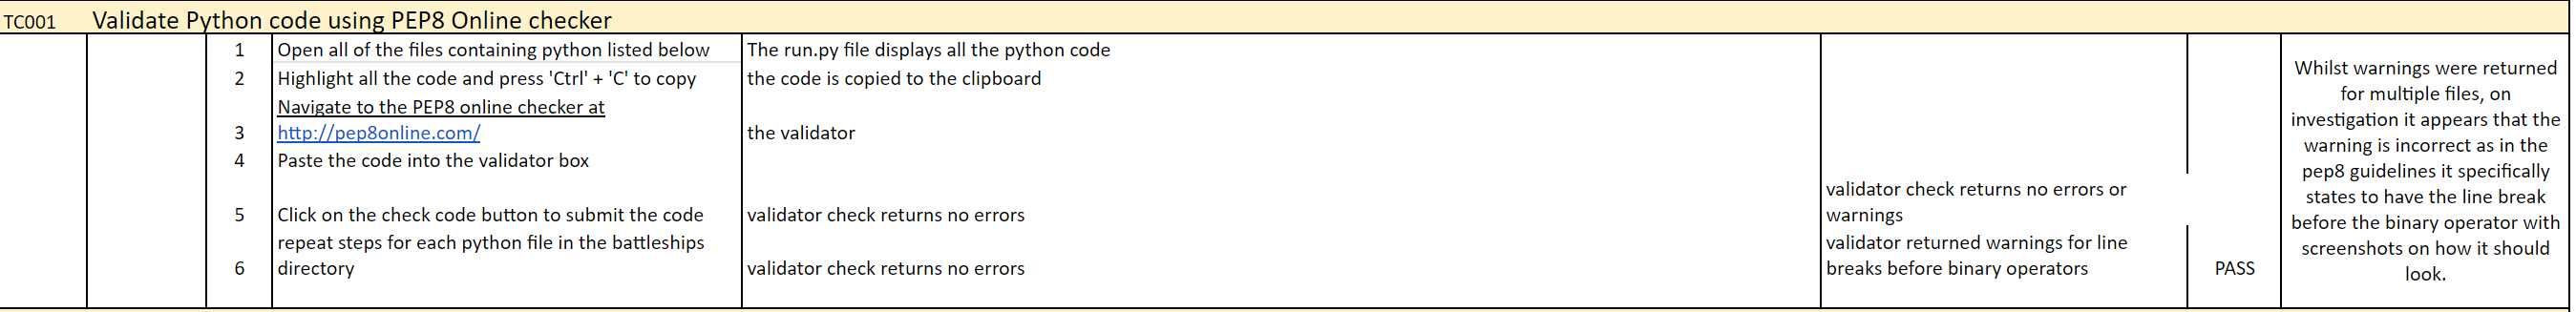 TC001 Validate Python code using PEP8 Online checker
1 Open all of the files containing python listed below The run.py file displays all the python code
2 Highlight all the code and press 'Ctrl' + 'C' to copy the code is copied to the clipboard
Navigate to the PEP8 online checker at
3 http://pep8online.com/ the validator
4 Paste the code into the validator box
validator check returns no errors or
5 Click on the check code button to submit the code validator check returns no errors warnings
repeat steps for each python file in the battleships validator returned warnings for line
6 directory validator check returns no errors breaks before binary operators PASS
Whilst warnings were returned
for multiple files, on
investigation it appears that the
warning is incorrect as in the
pep8 guidelines it specifically
states to have the line break
before the binary operator with
screenshots on how it should
look.